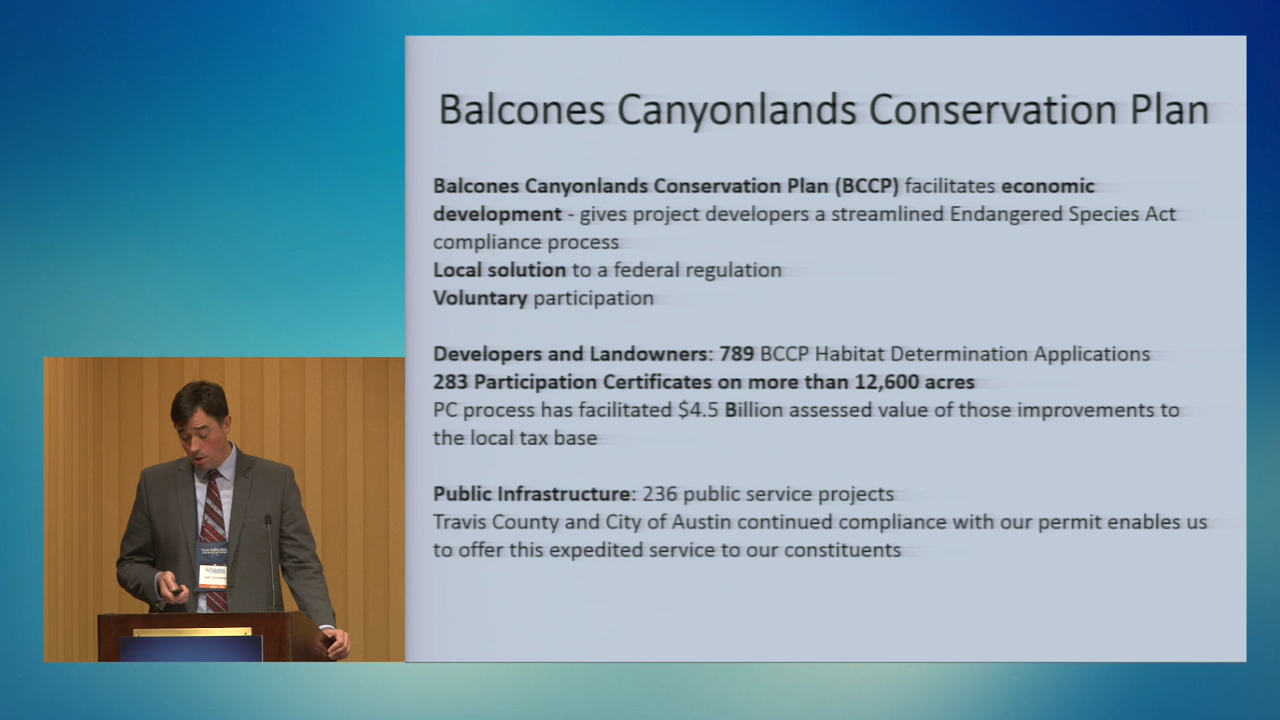 Balcones Canyonlands Conservation Plan
Balcones Canyonlands Conservation Plan (BCCP) facilitates economic
development - gives project developers a streamlined Endangered Species Act
compliance process
Local solution to a federal regulation
Voluntary participation
Developers and Landowners: 789 BCCP Habitat Determination Applications
283 Participation Certificates on more than 12,600 acres
PC process has facilitated $4.5 Billion assessed value of those improvements to
the local tax base
Public Infrastructure: 236 public service projects
Travis County and City of Austin continued compliance with our permit enables us
to offer this expedited service to our constituents